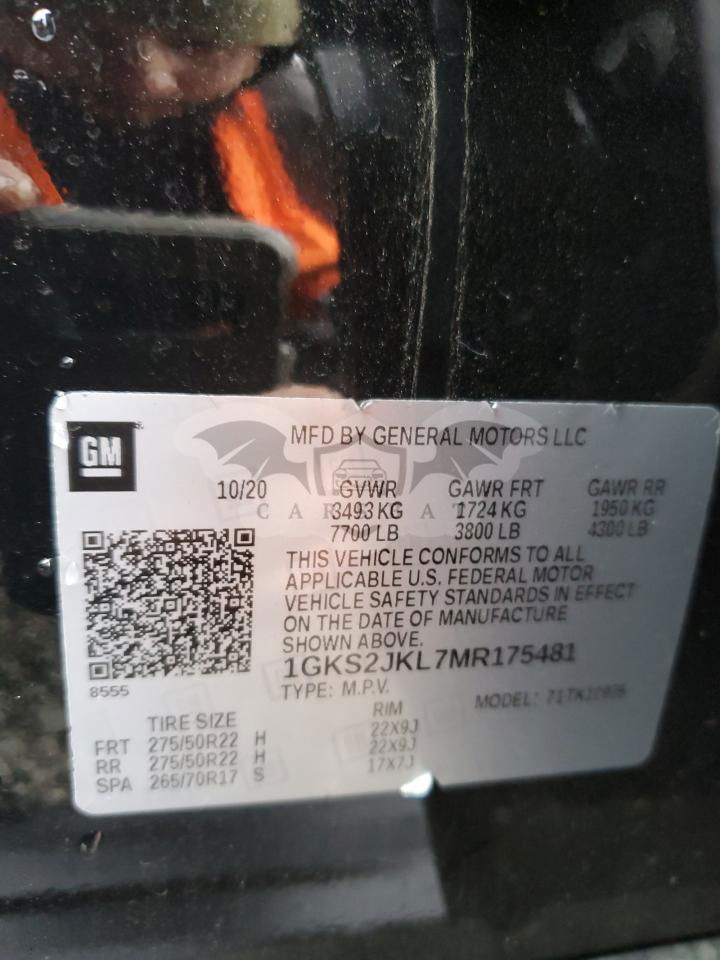 GM
MFD BY GENERAL MOTORS LLC
10/20 GVWR GAWR FRT GAWR RR
3493 KG 1724 KG 1950 KG
7700 LB 3800 LB 4300 LB
THIS VEHICLE CONFORMS TO ALL
APPLICABLE U.S. FEDERAL MOTOR
VEHICLE SAFETY STANDARDS IN EFFECT
ON THE DATE OF MANUFACTURE
SHOWN ABOVE.
1GKS2JKL7MR175481
8555
TYPE: M.P.V. MODEL:
TIRE SIZE RIM
FRT 275/50R22 H 22X9J
RR 275/50R22 H 22X9J
SPA 265/70R17 S 17X7J